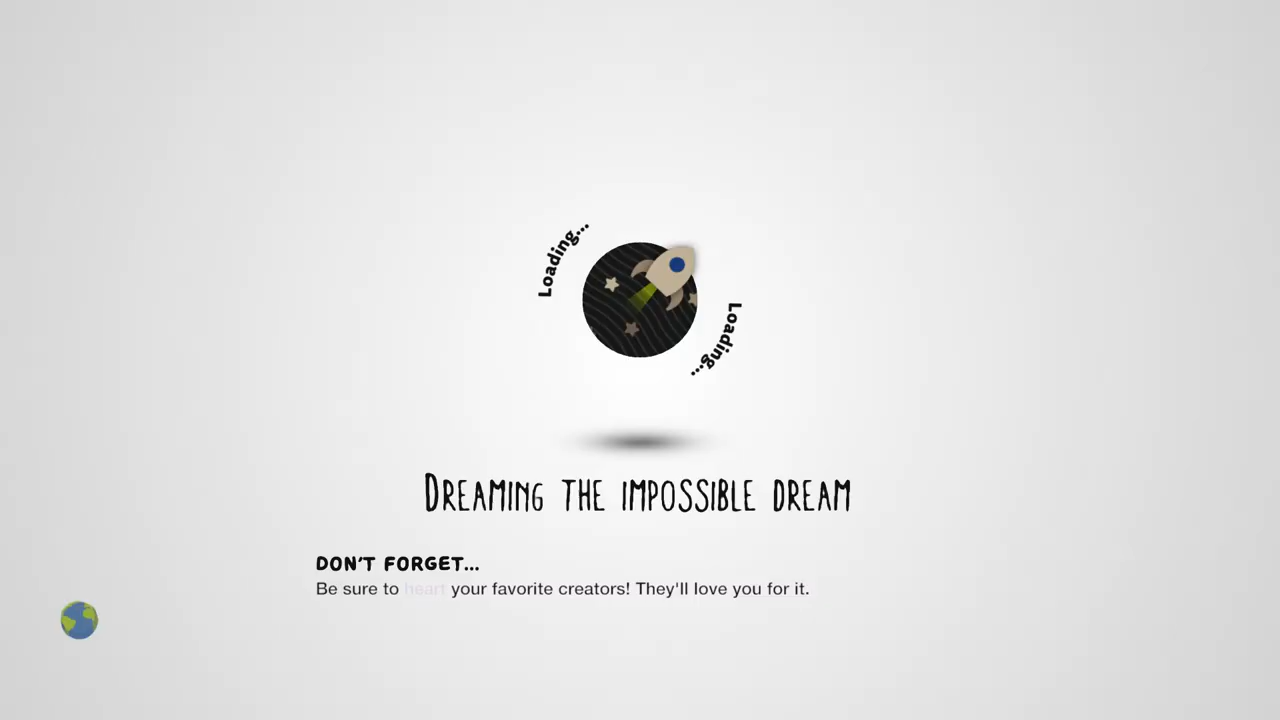 Loading...
Loading...
Dreaming the impossible dream
DON'T FORGET...
Be sure to heart your favorite creators! They'll love you for it.